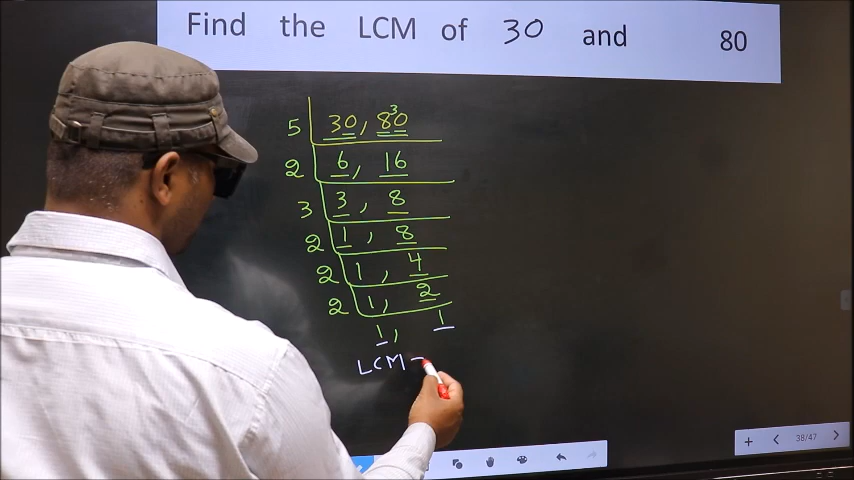 Find the LCM of 30 and 80
5 30, 8³0
2 6, 16
3 3, 8
2 1, 8
2 1, 4
2 1, 2
1, 1
LCM -
38/47